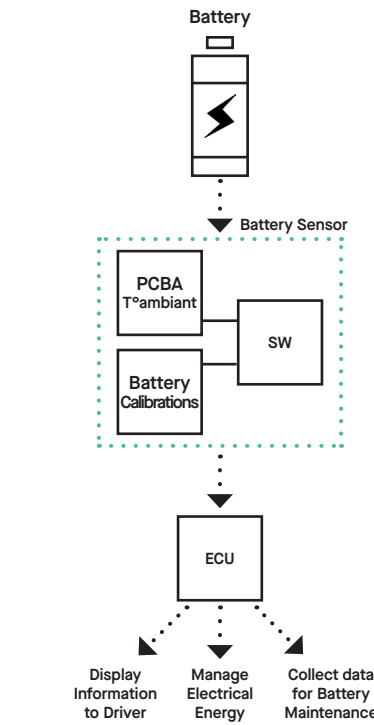 Battery
Battery Sensor
PCBA
T°ambiant
SW
Battery
Calibrations
ECU
Display
Information
to Driver
Manage
Electrical
Energy
Collect data
for Battery
Maintenance